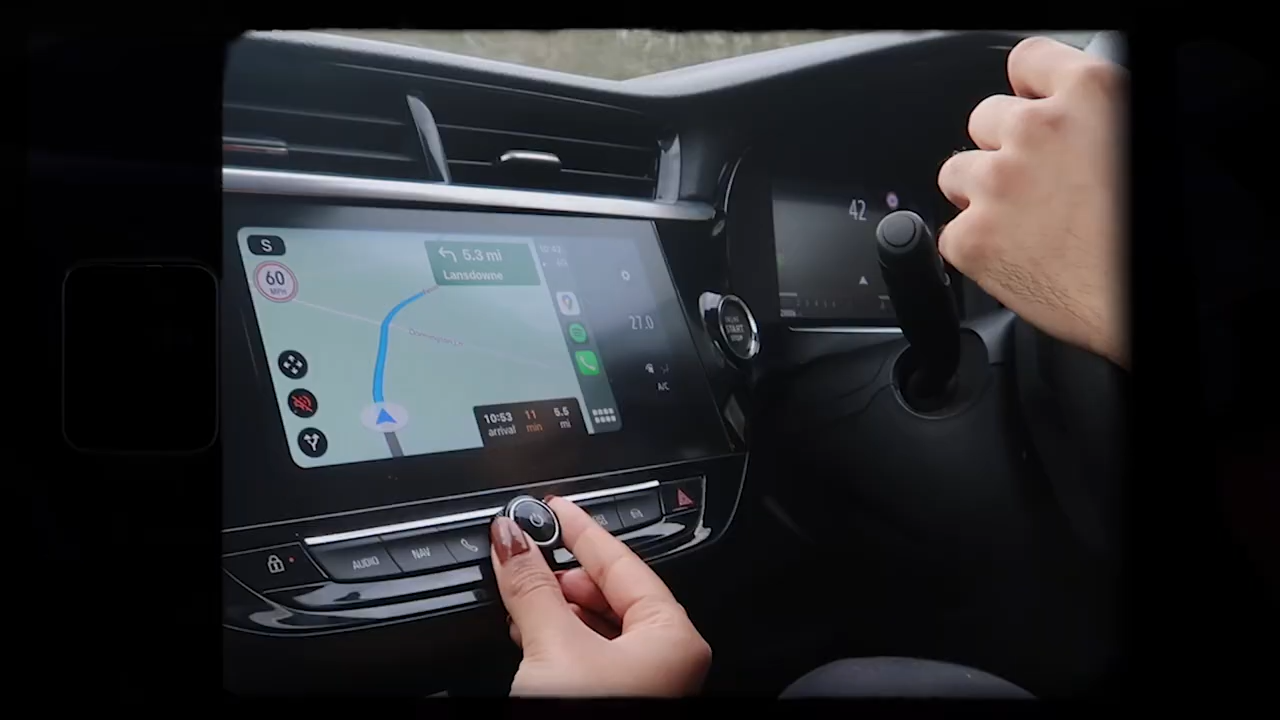 S
60
MPH
5.3 mi
Lansdowne
27.0
A/C
10:53 11 5.5
arrival min mi
42
START
STOP
AUDIO NAV